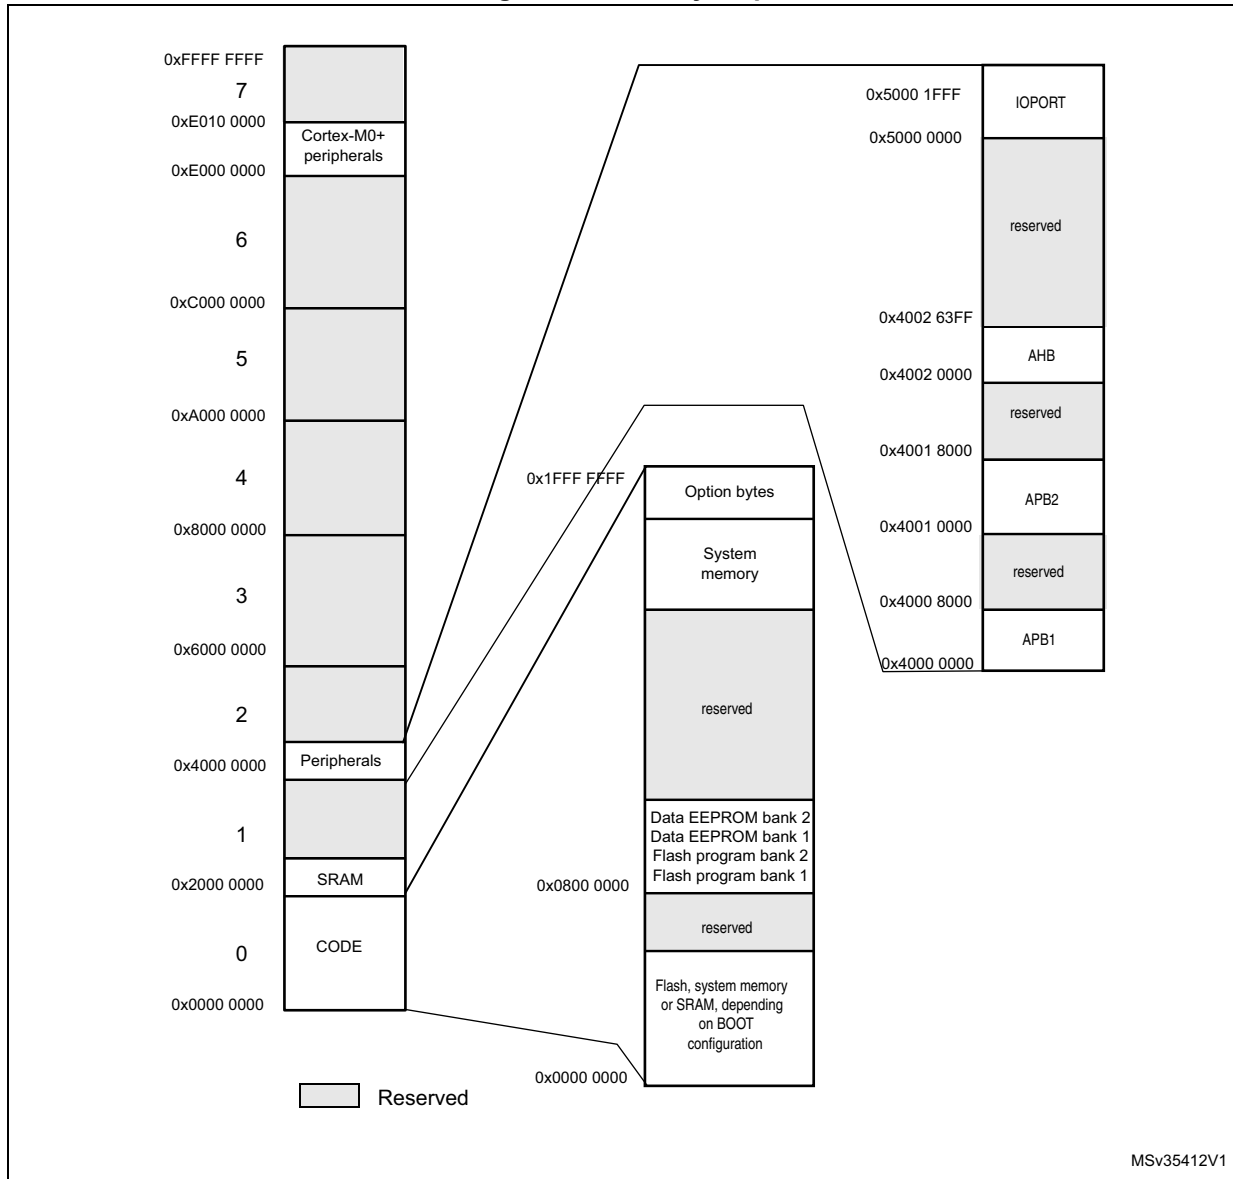 0xFFFF FFFF
7
0xE010 0000
Cortex-M0+
peripherals
0xE000 0000
6
0xC000 0000
5
0xA000 0000
4
0x8000 0000
3
0x6000 0000
2
Peripherals
0x4000 0000
1
SRAM
0x2000 0000
CODE
0
0x0000 0000
Reserved
0x1FFF FFFF
Option bytes
System
memory
reserved
Data EEPROM bank 2
Data EEPROM bank 1
Flash program bank 2
Flash program bank 1
0x0800 0000
reserved
Flash, system memory
or SRAM, depending
on BOOT
configuration
0x0000 0000
0x5000 1FFF
IOPORT
0x5000 0000
reserved
0x4002 63FF
AHB
0x4002 0000
reserved
0x4001 8000
APB2
0x4001 0000
reserved
0x4000 8000
APB1
0x4000 0000
MSv35412V1